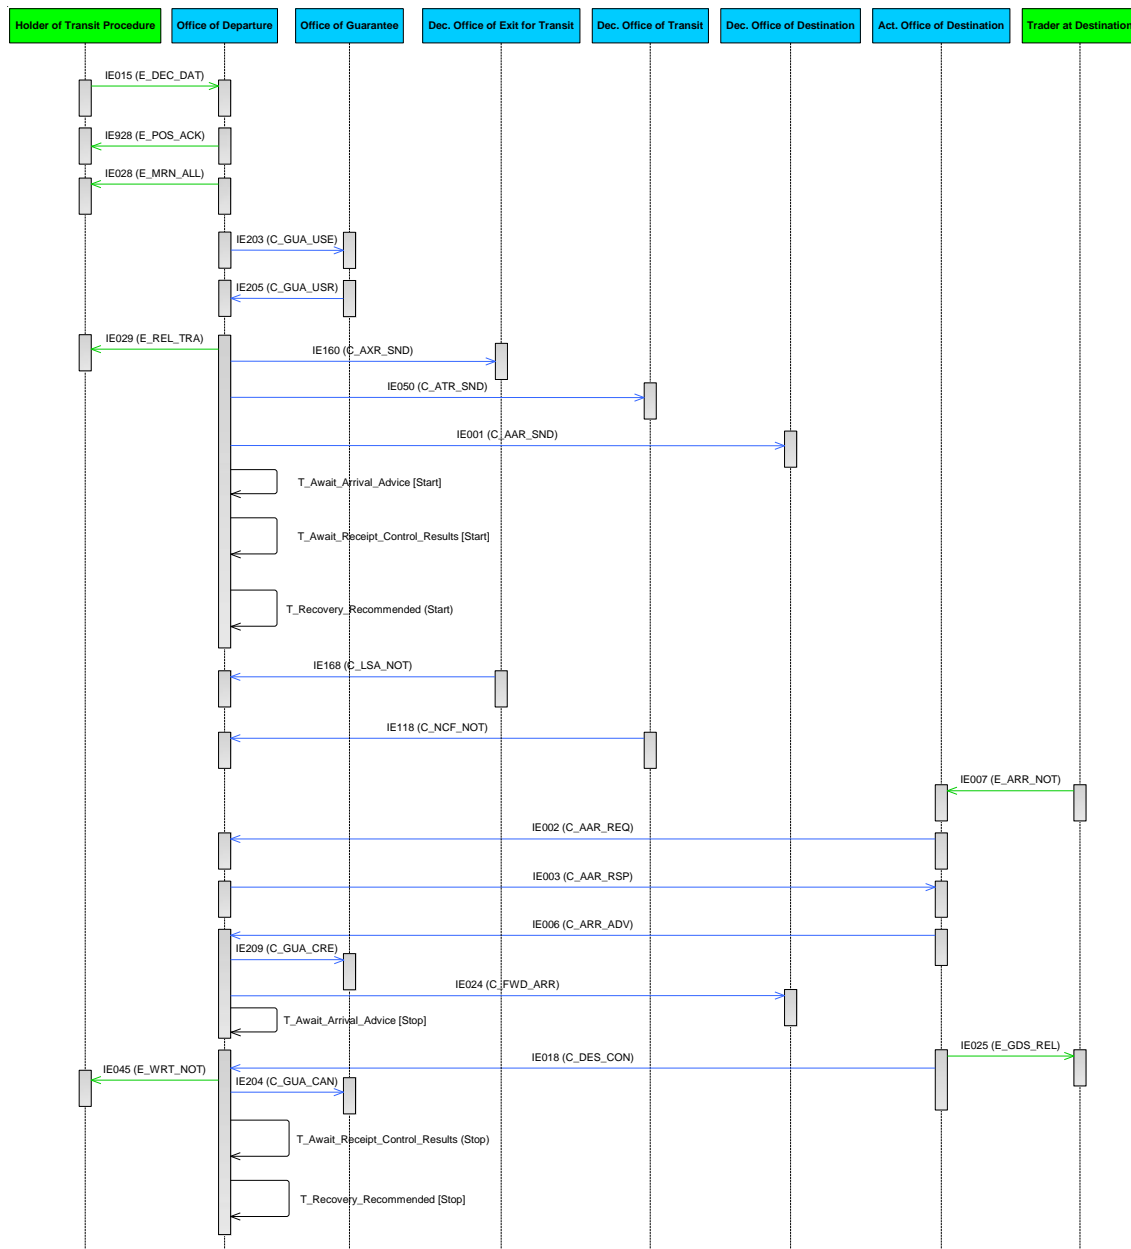 Holder of Transit Procedure
Office of Departure
Office of Guarantee
Dec. Office of Exit for Transit
Dec. Office of Transit
Dec. Office of Destination
Act. Office of Destination
Trader at Destination
IE015 (E_DEC_DAT)
IE928 (E_POS_ACK)
IE028 (E_MRN_ALL)
IE203 (C_GUA_USE)
IE205 (C_GUA_USR)
IE029 (E_REL_TRA)
IE160 (C_AXR_SND)
IE050 (C_ATR_SND)
IE001 (C_AAR_SND)
T_Await_Arrival_Advice [Start]
T_Await_Receipt_Control_Results [Start]
T_Recovery_Recommended (Start)
IE168 (C_LSA_NOT)
IE118 (C_NCF_NOT)
IE007 (E_ARR_NOT)
IE002 (C_AAR_REQ)
IE003 (C_AAR_RSP)
IE006 (C_ARR_ADV)
IE209 (C_GUA_CRE)
IE024 (C_FWD_ARR)
T_Await_Arrival_Advice [Stop]
IE025 (E_GDS_REL)
IE018 (C_DES_CON)
IE045 (E_WRT_NOT)
IE204 (C_GUA_CAN)
T_Await_Receipt_Control_Results (Stop)
T_Recovery_Recommended [Stop]